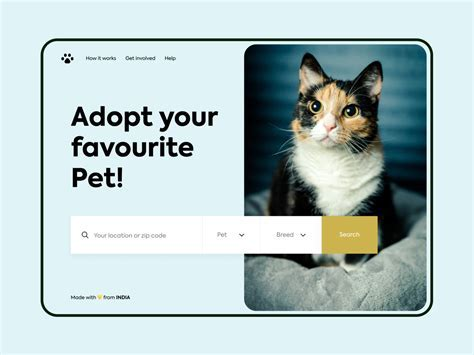 How it works Get Involved Help
Adopt your
favourite
Pet!
Your location or zip code Pet Breed Search
Made with 💛 from INDIA